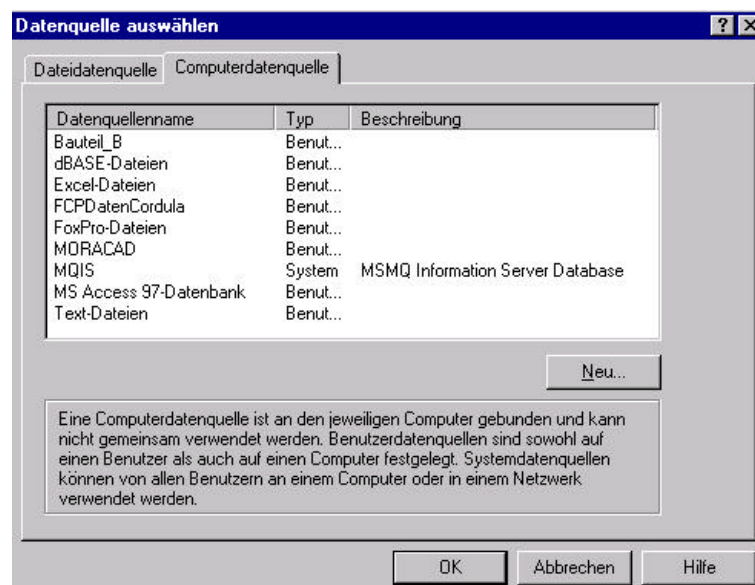 Datenquelle auswählen
Dateidatenquelle Computerdatenquelle
Datenquellenname Typ Beschreibung
Bauteil_B Benut...
dBASE-Dateien Benut...
Excel-Dateien Benut...
FCPDatenCordula Benut...
FoxPro-Dateien Benut...
MORACAD Benut...
MQIS System MSMQ Information Server Database
MS Access 97-Datenbank Benut...
Text-Dateien Benut...
Neu...
Eine Computerdatenquelle ist an den jeweiligen Computer gebunden und kann
nicht gemeinsam verwendet werden. Benutzerdatenquellen sind sowohl auf
einen Benutzer als auch auf einen Computer festgelegt. Systemdatenquellen
können von allen Benutzern an einem Computer oder in einem Netzwerk
verwendet werden.
OK Abbrechen Hilfe